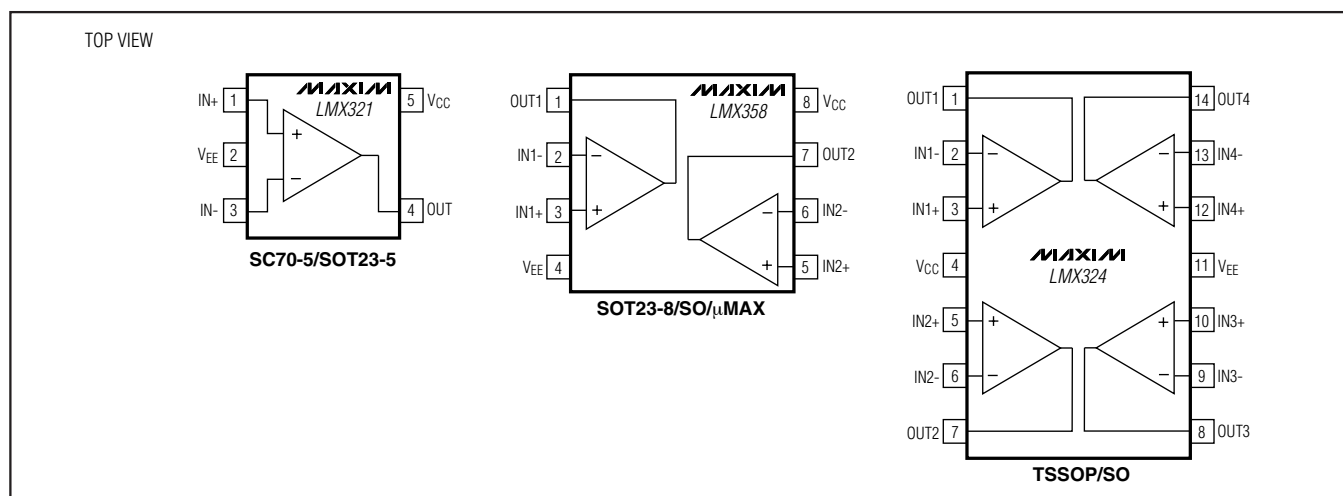 TOP VIEW
MAXIM
LMX321
IN+ 1
5 VCC
+
VEE 2
−
IN- 3
4 OUT
SC70-5/SOT23-5
MAXIM
LMX358
OUT1 1
8 VCC
IN1- 2
−
7 OUT2
IN1+ 3
+
−
6 IN2-
VEE 4
+
5 IN2+
SOT23-8/SO/μMAX
OUT1 1
14 OUT4
IN1- 2
−
−
13 IN4-
IN1+ 3
+
+
12 IN4+
VCC 4
MAXIM
LMX324
11 VEE
IN2+ 5
+
+
10 IN3+
IN2- 6
−
−
9 IN3-
OUT2 7
8 OUT3
TSSOP/SO